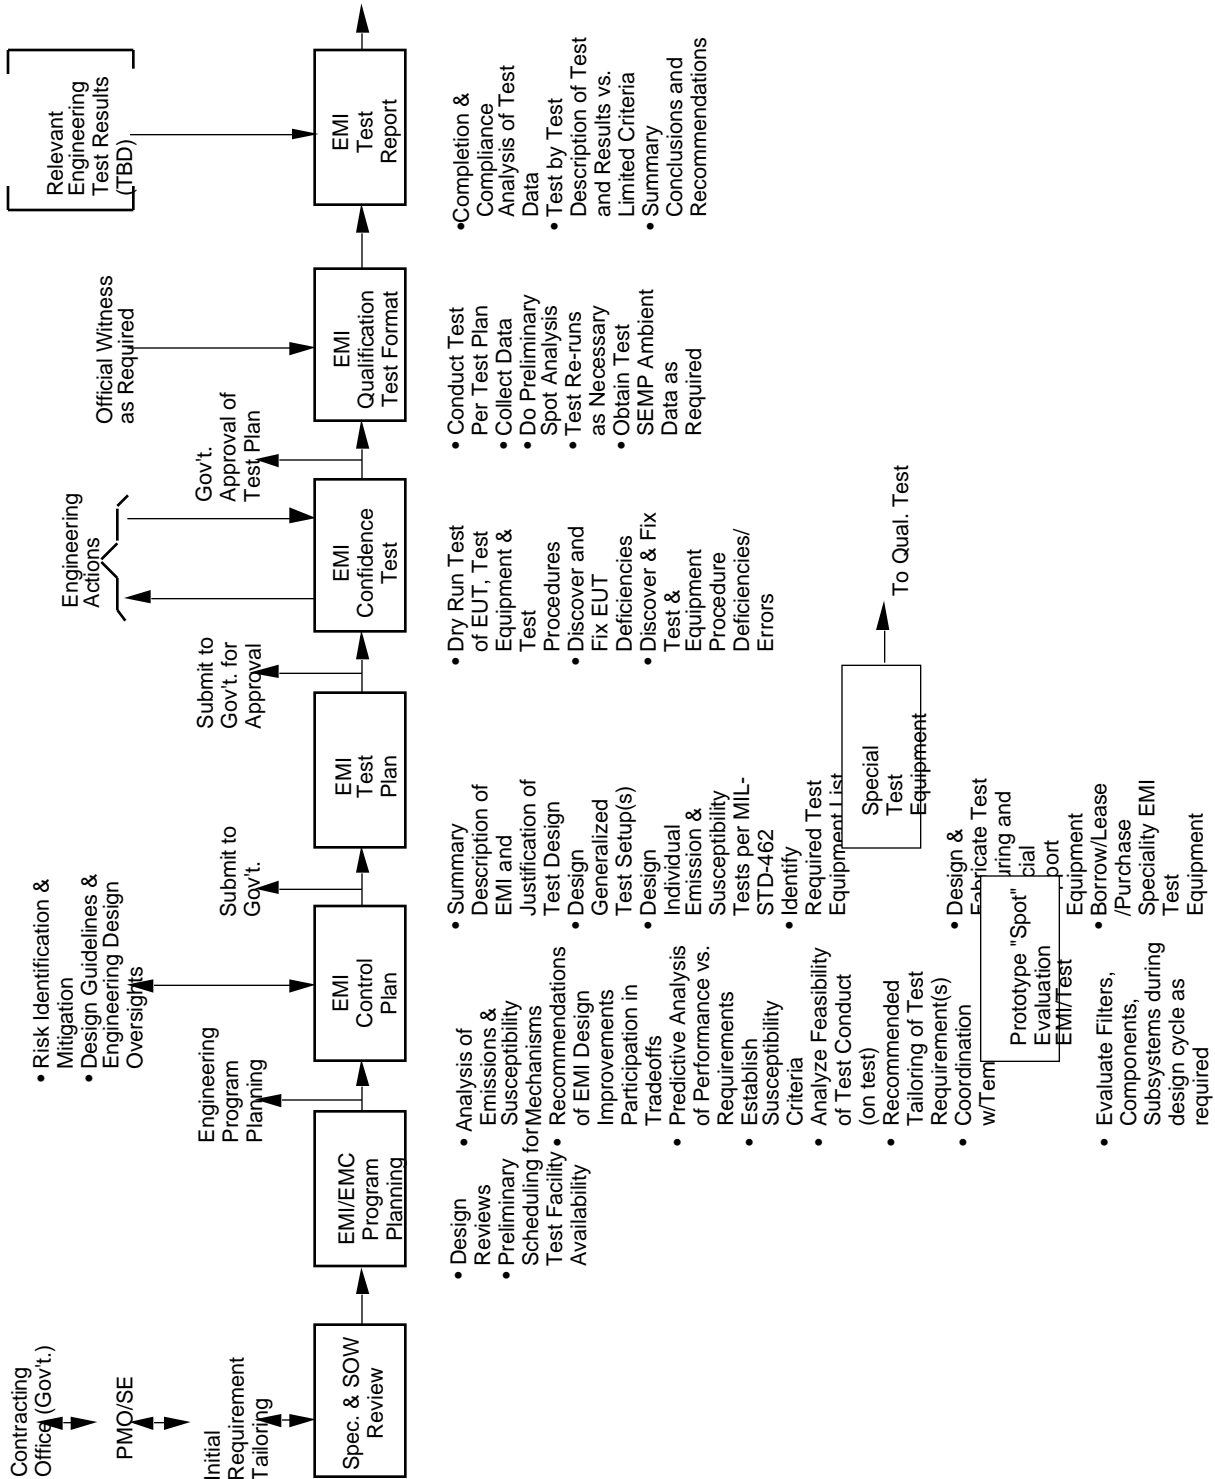 Contracting
Office (Gov't.)
PMO/SE
Initial
Requirement
Tailoring
Spec. & SOW
Review
EMI/EMC
Program
Planning
Engineering
Program
Planning
• Design
Reviews
• Preliminary
Scheduling for
Test Facility
Availability
• Risk Identification &
Mitigation
• Design Guidelines &
Engineering Design
Oversights
EMI
Control
Plan
Submit to
Gov't.
• Analysis of
Emissions &
Susceptibility
Mechanisms
• Recommendations
of EMI Design
Improvements
Participation in
Tradeoffs
• Predictive Analysis
of Performance vs.
Requirements
• Establish
Susceptibility
Criteria
• Analyze Feasibility
of Test Conduct
(on test)
• Recommended
Tailoring of Test
Requirement(s)
• Coordination
Prototype "Spot"
Evaluation
EMI/Test
• Evaluate Filters,
Components,
Subsystems during
design cycle as
required
EMI
Test
Plan
Submit to
Gov't. for
Approval
• Summary
Description of
EMI and
Justification of
Test Design
• Design
Generalized
Test Setup(s)
• Design
Individual
Emission &
Susceptibility
Tests per MIL-
STD-462
• Identify
Required Test
Equipment List
Special
Test
Equipment
To Qual. Test
• Design &
Fabricate Test
and
Equipment
• Borrow/Lease
/Purchase
Speciality EMI
Test
Equipment
Engineering
Actions
EMI
Confidence
Test
Gov't.
Approval of
Test Plan
• Dry Run Test
of EUT, Test
Equipment &
Test
Procedures
• Discover and
Fix EUT
Deficiencies
• Discover & Fix
Test &
Equipment
Procedure
Deficiencies/
Errors
Official Witness
as Required
EMI
Qualification
Test Format
• Conduct Test
Per Test Plan
• Collect Data
• Do Preliminary
Spot Analysis
• Test Re-runs
as Necessary
• Obtain Test
SEMP Ambient
Data as
Required
Relevant
Engineering
Test Results
(TBD)
EMI
Test
Report
•Completion &
Compliance
Analysis of Test
Data
• Test by Test
Description of Test
and Results vs.
Limited Criteria
• Summary
Conclusions and
Recommendations